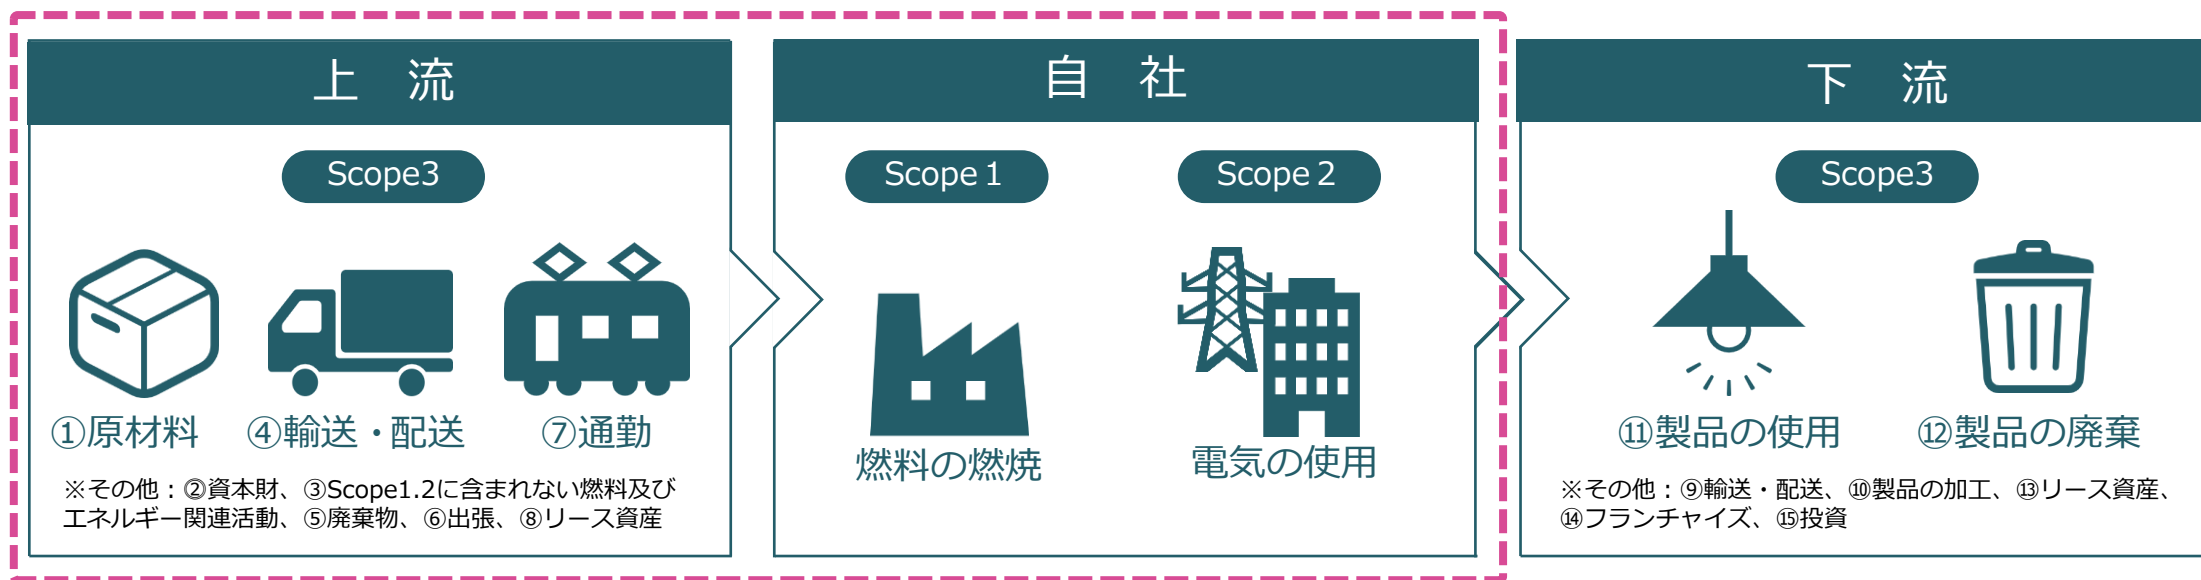 上 流
Scope3
①原材料
④輸送・配送
⑦通勤
※その他：②資本財、③Scope1.2に含まれない燃料及び
エネルギー関連活動、⑤廃棄物、⑥出張、⑧リース資産
自 社
Scope 1
燃料の燃焼
Scope 2
電気の使用
下 流
Scope3
⑪製品の使用
⑫製品の廃棄
※その他：⑨輸送・配送、⑩製品の加工、⑬リース資産、
⑭フランチャイズ、⑮投資